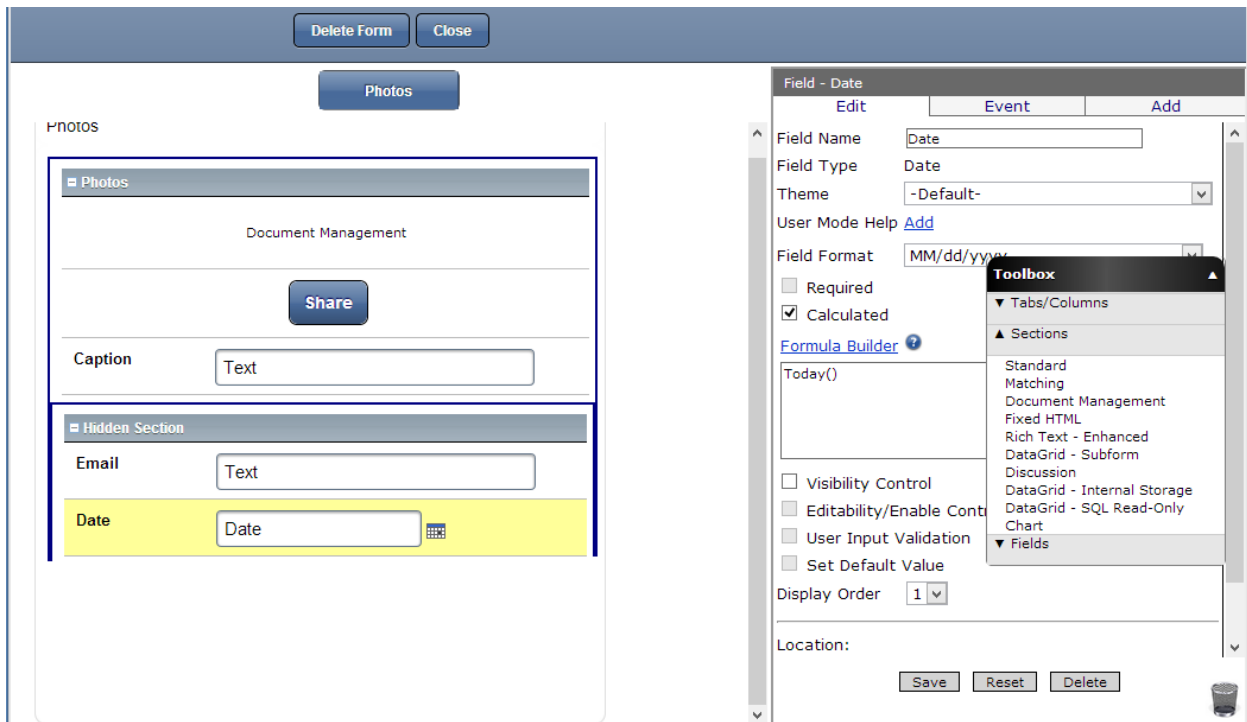 Delete Form Close
Photos
Photos
Photos
Document Management
Share
Caption Text
Hidden Section
Email Text
Date Date
Field - Date
Edit Event Add
Field Name Date
Field Type Date
Theme -Default-
User Mode Help Add
Field Format MM/dd/yyyy
Required
Calculated
Formula Builder ?
Today()
Visibility Control
Editability/Enable Contr
User Input Validation
Set Default Value
Display Order 1
Location:
Save Reset Delete
Toolbox
Tabs/Columns
Sections
Standard
Matching
Document Management
Fixed HTML
Rich Text - Enhanced
DataGrid - Subform
Discussion
DataGrid - Internal Storage
DataGrid - SQL Read-Only
Chart
Fields